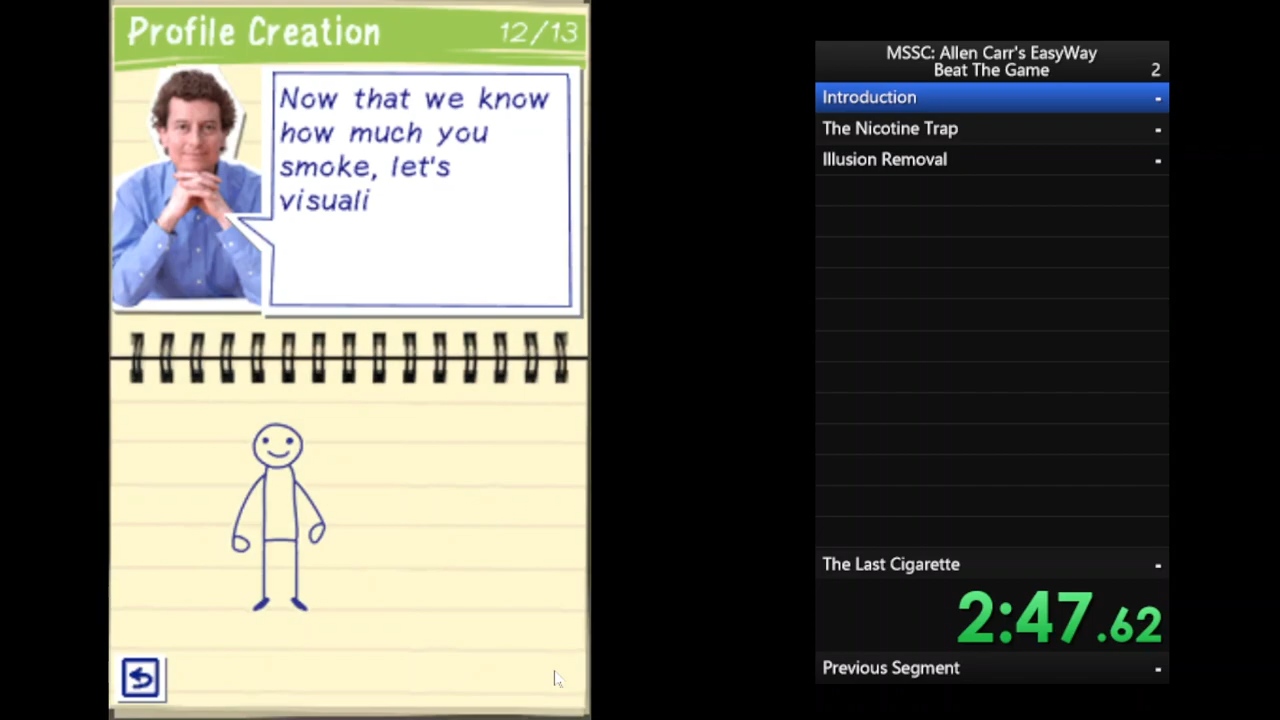 Profile Creation 12/13
Now that we know
how much you
smoke, let's
visuali
MSSC: Allen Carr's EasyWay
Beat The Game 2
Introduction -
The Nicotine Trap -
Illusion Removal -
The Last Cigarette -
2:47.62
Previous Segment -